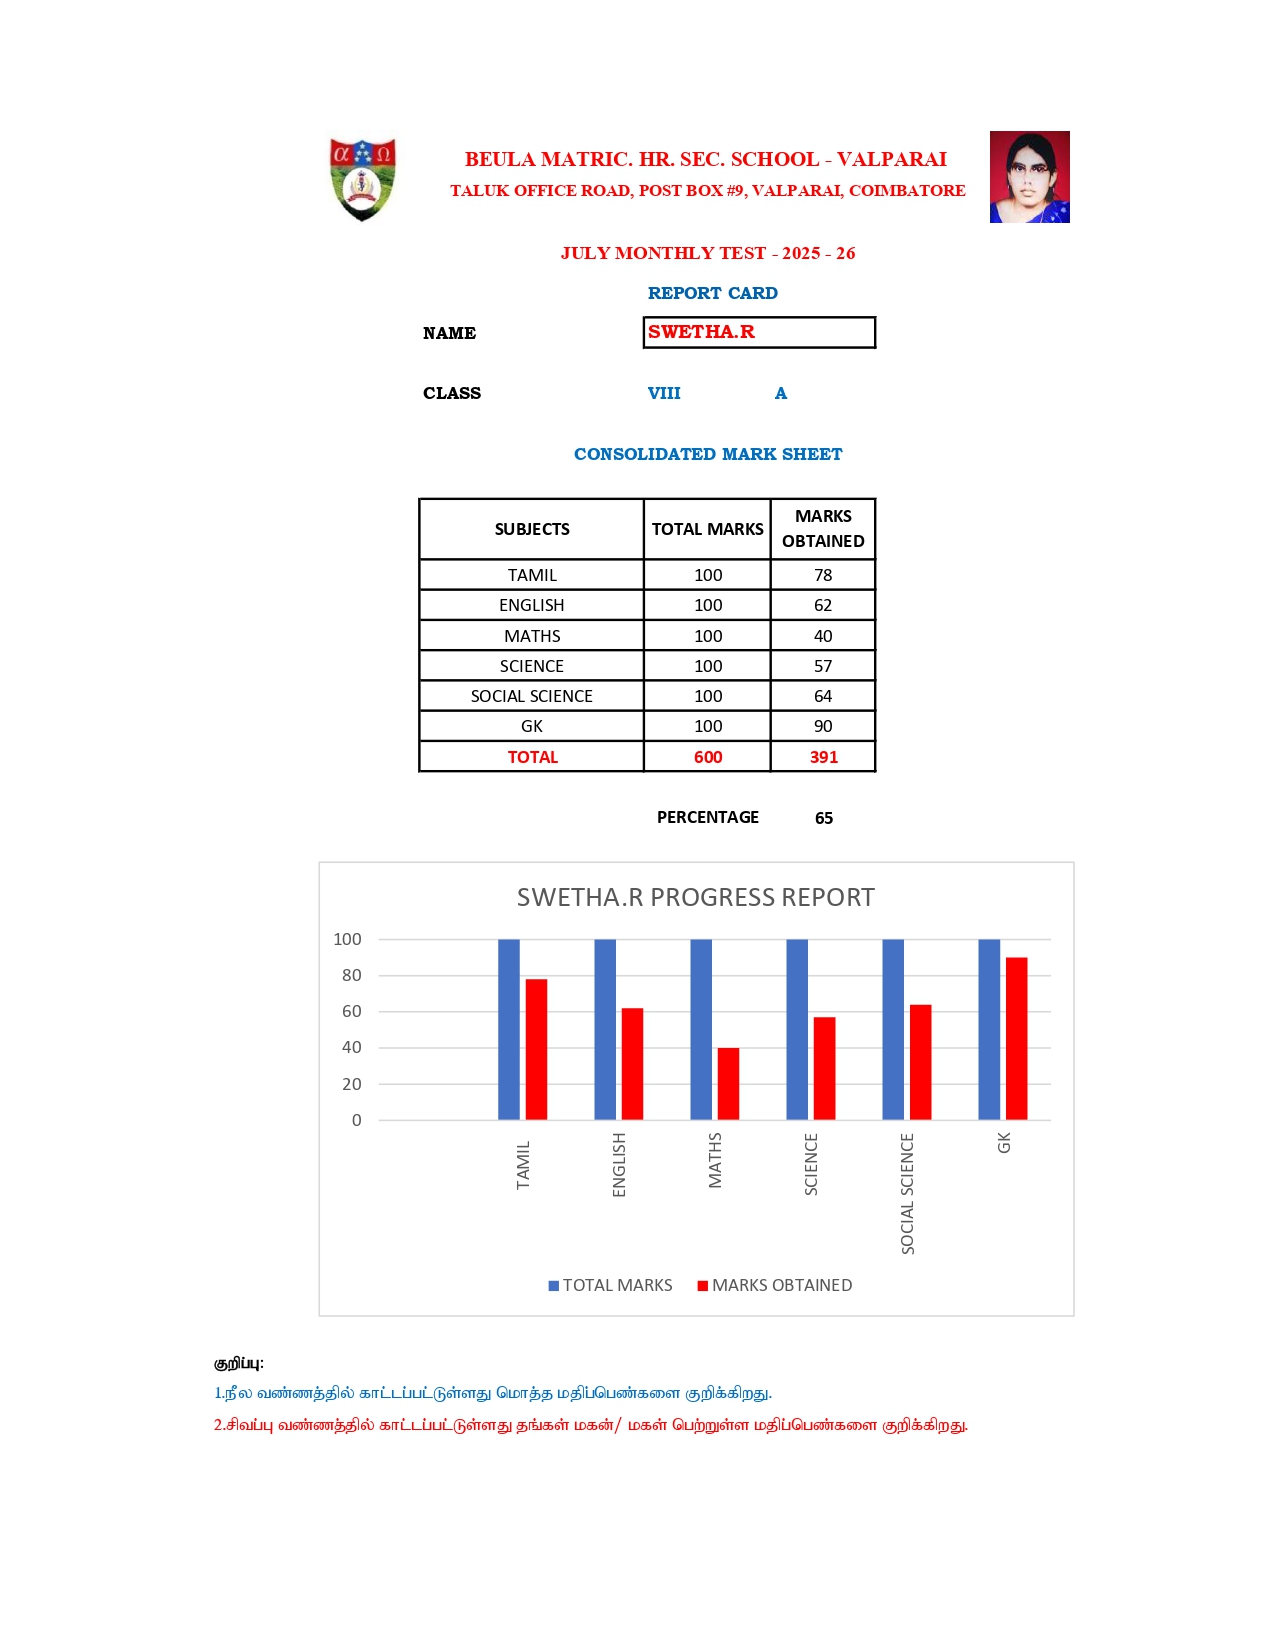 α Ω
BEULA MATRIC. HR. SEC. SCHOOL - VALPARAI
TALUK OFFICE ROAD, POST BOX #9, VALPARAI, COIMBATORE
JULY MONTHLY TEST - 2025 - 26
REPORT CARD
NAME SWETHA.R
CLASS VIII A
CONSOLIDATED MARK SHEET
SUBJECTS TOTAL MARKS MARKS OBTAINED
TAMIL 100 78
ENGLISH 100 62
MATHS 100 40
SCIENCE 100 57
SOCIAL SCIENCE 100 64
GK 100 90
TOTAL 600 391
PERCENTAGE 65
SWETHA.R PROGRESS REPORT
100
80
60
40
20
0
TAMIL
ENGLISH
MATHS
SCIENCE
SOCIAL SCIENCE
GK
TOTAL MARKS MARKS OBTAINED
குறிப்பு:
1.நீல வண்ணத்தில் காட்டப்பட்டுள்ளது மொத்த மதிப்பெண்களை குறிக்கிறது.
2.சிவப்பு வண்ணத்தில் காட்டப்பட்டுள்ளது தங்கள் மகன்/ மகள் பெற்றுள்ள மதிப்பெண்களை குறிக்கிறது.